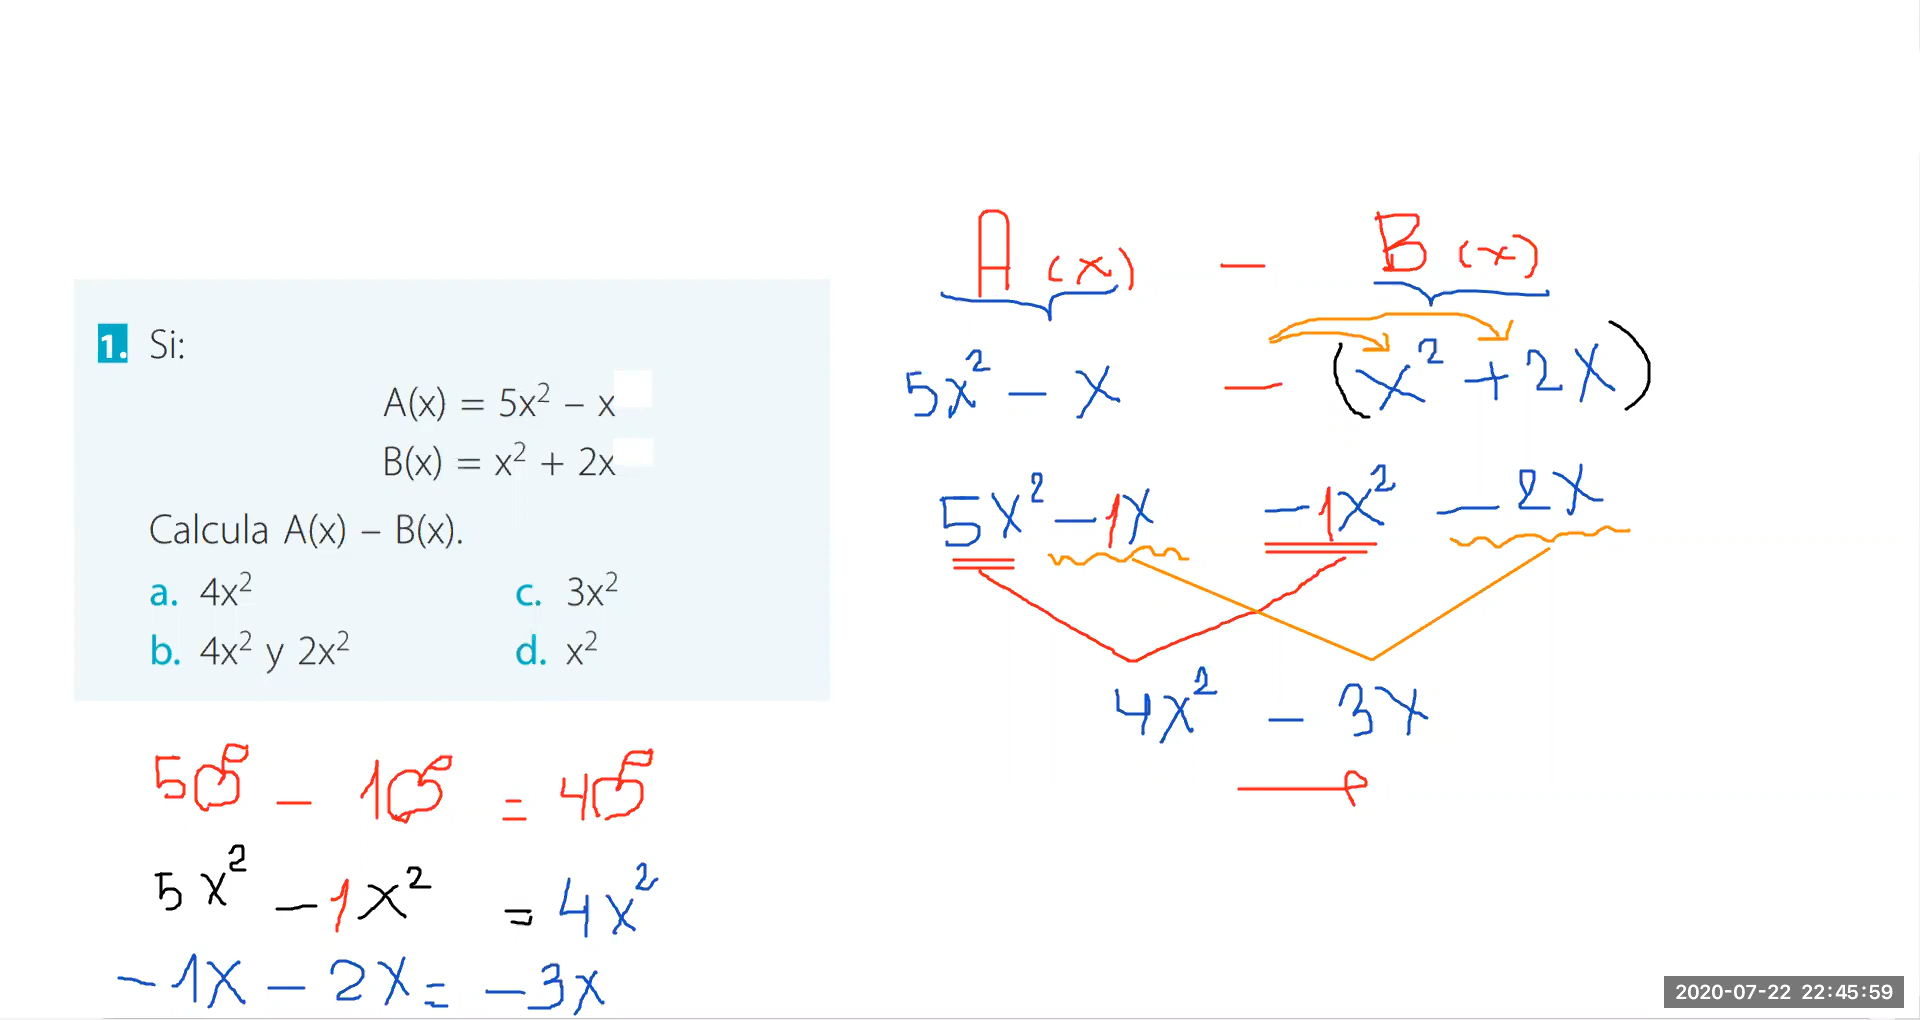 1. Si:
A(x) = 5x² – x
B(x) = x² + 2x
Calcula A(x) – B(x).
a. 4x²
c. 3x²
b. 4x² y 2x²
d. x²
5 - 1 = 4
5x² - 1x² = 4x²
-1x - 2x = -3x
A(x) - B(x)
5x² - x - (x² + 2x)
5x² - 1x - 1x² - 2x
4x² - 3x
2020-07-22 22:45:59